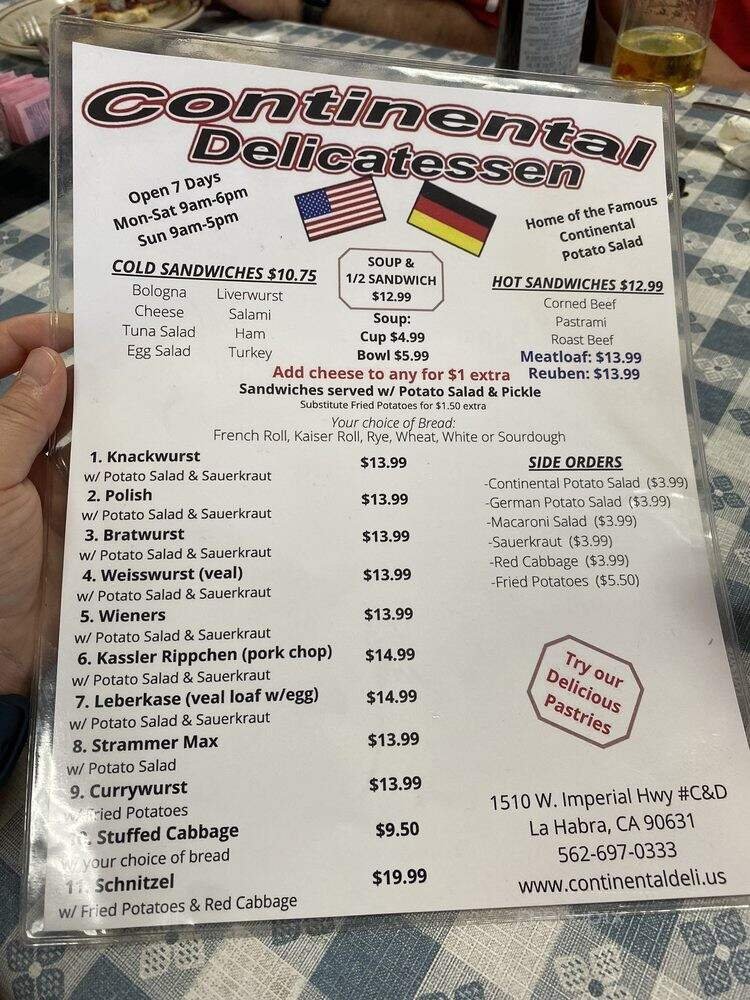 Continental
Delicatessen
Open 7 Days
Mon-Sat 9am-6pm
Sun 9am-5pm
Home of the Famous
Continental
Potato Salad
COLD SANDWICHES $10.75
Bologna Liverwurst
Cheese Salami
Tuna Salad Ham
Egg Salad Turkey
SOUP &
1/2 SANDWICH
$12.99
Soup:
Cup $4.99
Bowl $5.99
HOT SANDWICHES $12.99
Corned Beef
Pastrami
Roast Beef
Meatloaf: $13.99
Reuben: $13.99
Add cheese to any for $1 extra
Sandwiches served w/ Potato Salad & Pickle
Substitute Fried Potatoes for $1.50 extra
Your choice of Bread:
French Roll, Kaiser Roll, Rye, Wheat, White or Sourdough
1. Knackwurst $13.99
w/ Potato Salad & Sauerkraut
2. Polish $13.99
w/ Potato Salad & Sauerkraut
3. Bratwurst $13.99
w/ Potato Salad & Sauerkraut
4. Weisswurst (veal) $13.99
w/ Potato Salad & Sauerkraut
5. Wieners $13.99
w/ Potato Salad & Sauerkraut
6. Kassler Rippchen (pork chop) $14.99
w/ Potato Salad & Sauerkraut
7. Leberkase (veal loaf w/egg) $14.99
w/ Potato Salad & Sauerkraut
8. Strammer Max $13.99
w/ Potato Salad
9. Currywurst $13.99
w/ Fried Potatoes
10. Stuffed Cabbage $9.50
w/ your choice of bread
11. Schnitzel $19.99
w/ Fried Potatoes & Red Cabbage
SIDE ORDERS
-Continental Potato Salad ($3.99)
-German Potato Salad ($3.99)
-Macaroni Salad ($3.99)
-Sauerkraut ($3.99)
-Red Cabbage ($3.99)
-Fried Potatoes ($5.50)
Try our
Delicious
Pastries
1510 W. Imperial Hwy #C&D
La Habra, CA 90631
562-697-0333
www.continentaldeli.us